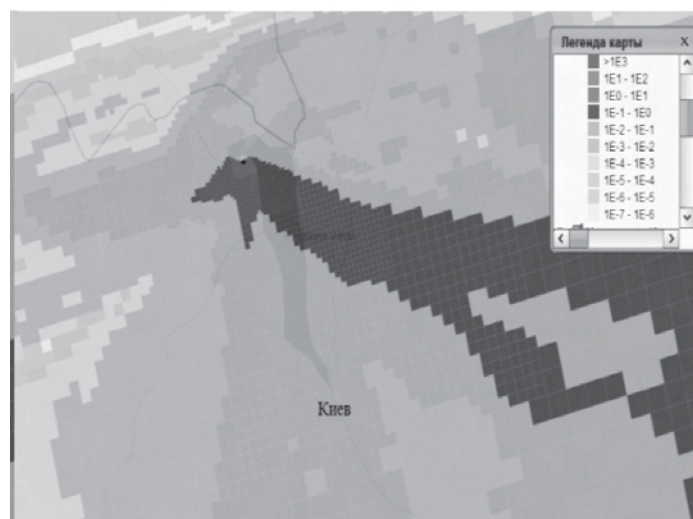 Легенда карты X
>1E3
1E1 - 1E2
1E0 - 1E1
1E-1 - 1E0
1E-2 - 1E-1
1E-3 - 1E-2
1E-4 - 1E-3
1E-5 - 1E-4
1E-6 - 1E-5
1E-7 - 1E-6
Киев